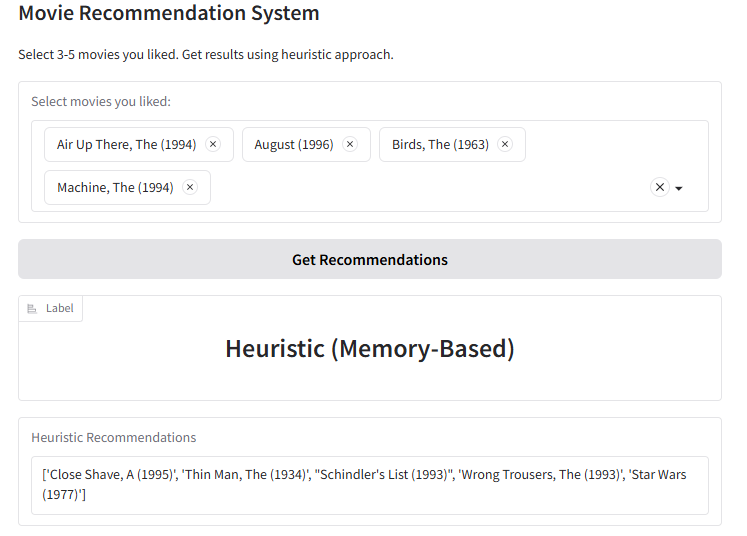 Movie Recommendation System
Select 3-5 movies you liked. Get results using heuristic approach.
Select movies you liked:
Air Up There, The (1994) ×
August (1996) ×
Birds, The (1963) ×
Machine, The (1994) ×
Get Recommendations
Label
Heuristic (Memory-Based)
Heuristic Recommendations
['Close Shave, A (1995)', 'Thin Man, The (1934)', "Schindler's List (1993)", 'Wrong Trousers, The (1993)', 'Star Wars
(1977)']